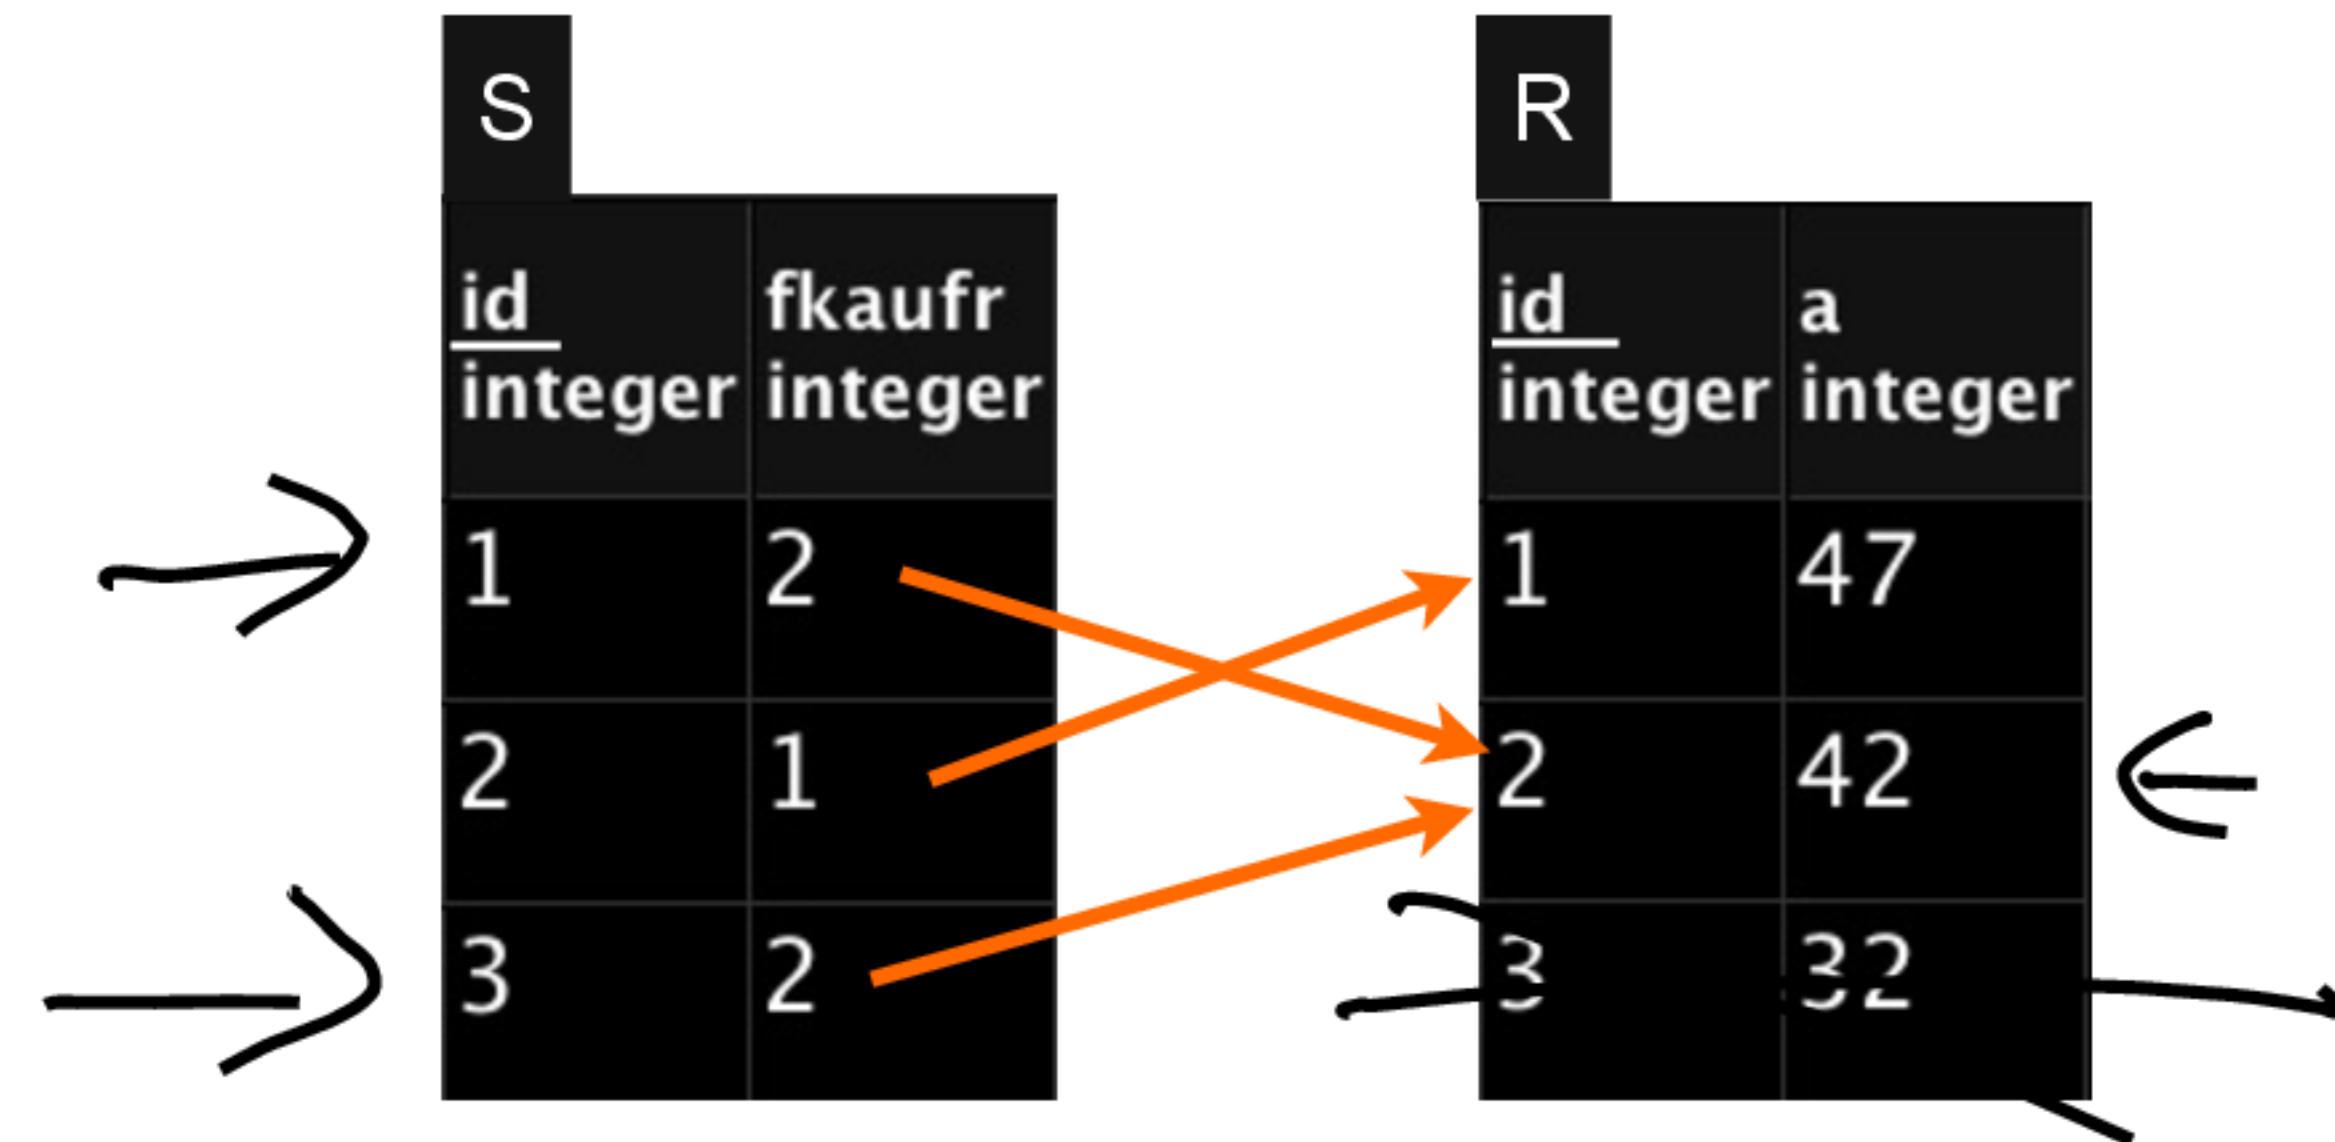 S
R
id fkaufr
integer integer
id a
integer integer
1 2
2 1
3 2
1 47
2 42
3 32